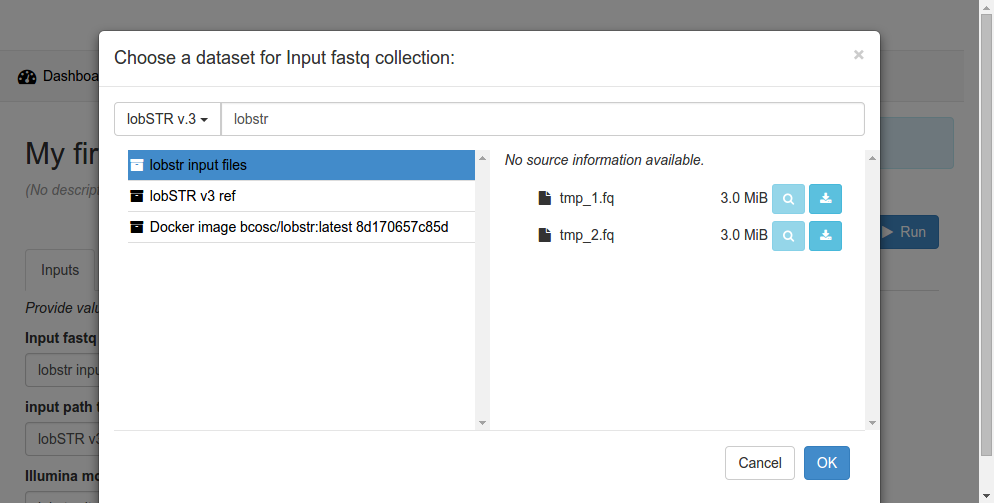 Choose a dataset for Input fastq collection:
×
Dashboa
lobSTR v.3
lobstr
My fir
(No descrip
lobstr input files
No source information available.
lobSTR v3 ref
tmp_1.fq 3.0 MiB
Docker image bcosc/lobstr:latest 8d170657c85d
tmp_2.fq 3.0 MiB
Run
Inputs
Provide valu
Input fastq
lobstr inpu
input path t
lobSTR v3
Illumina mo
Cancel
OK